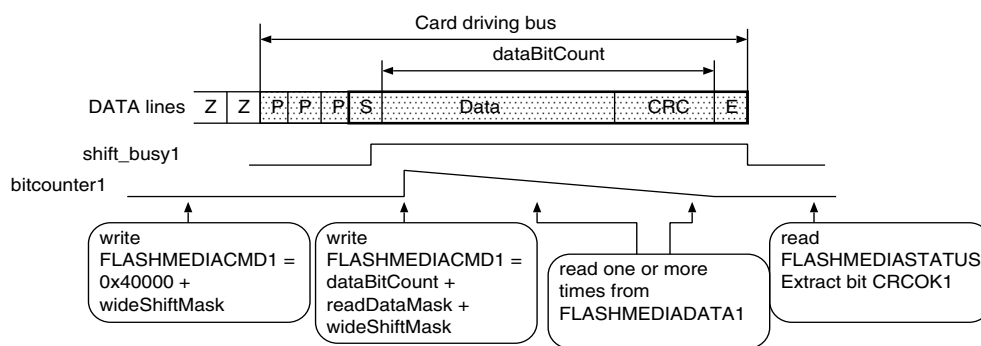 Card driving bus
dataBitCount
DATA lines Z Z P P P S Data CRC E
shift_busy1
bitcounter1
write
FLASHMEDIACMD1 =
0x40000 +
wideShiftMask
write
FLASHMEDIACMD1 =
dataBitCount +
readDataMask +
wideShiftMask
read one or more
times from
FLASHMEDIADATA1
read
FLASHMEDIASTATUS
Extract bit CRCOK1